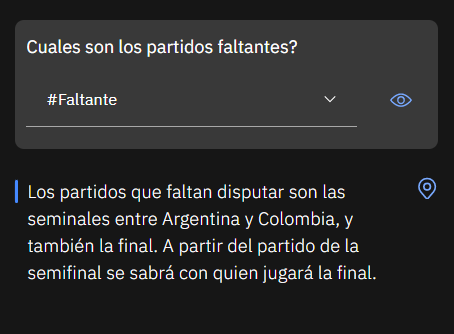 Cuales son los partidos faltantes?
#Faltante
Los partidos que faltan disputar son las
seminales entre Argentina y Colombia, y
también la final. A partir del partido de la
semifinal se sabrá con quien jugará la final.